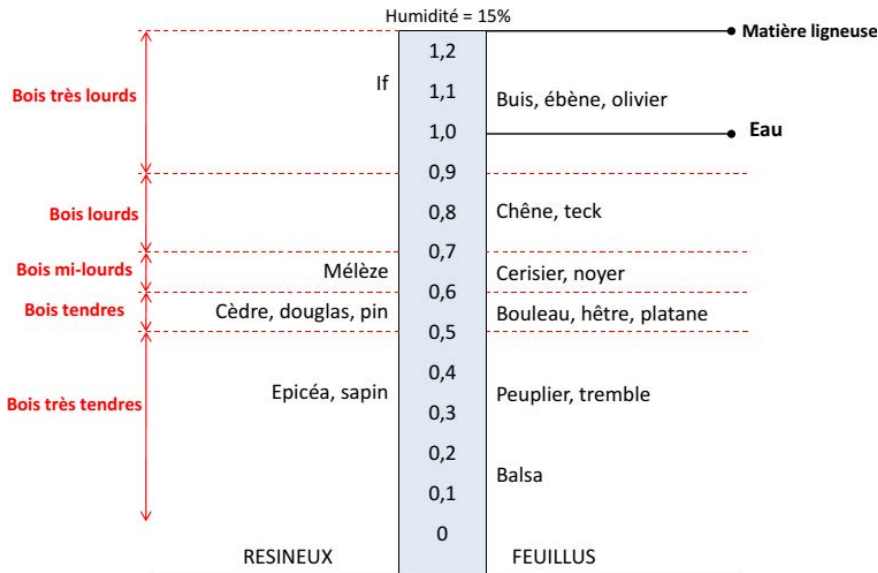 Humidité = 15%
Matière ligneuse
1,2
If
1,1
Bois très lourds
Buis, ébène, olivier
1,0
Eau
0,9
Bois lourds
0,8
Chêne, teck
0,7
Bois mi-lourds
Mélèze
Cerisier, noyer
0,6
Bois tendres
Cèdre, douglas, pin
Bouleau, hêtre, platane
0,5
0,4
Bois très tendres
Epicéa, sapin
Peuplier, tremble
0,3
0,2
Balsa
0,1
0
RESINEUX
FEUILLUS